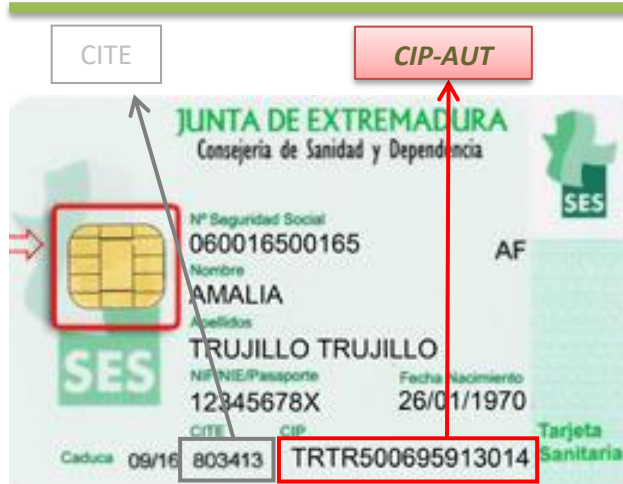 CITE
CIP-AUT
JUNTA DE EXTREMADURA
Consejería de Sanidad y Dependencia
SES
Nº Seguridad Social
060016500165
AF
Nombre
AMALIA
Apellidos
TRUJILLO TRUJILLO
SES
NIF/NIE/Pasaporte
Fecha Nacimiento
12345678X
26/01/1970
CITE
CIP
Caduca 09/16 803413 TRTR500695913014
Tarjeta
Sanitaria